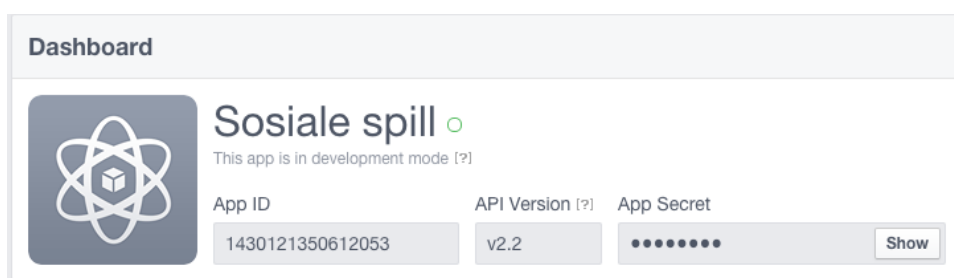 Dashboard
Sosiale spill
This app is in development mode [?]
App ID API Version [?] App Secret
1430121350612053 v2.2 •••••••• Show